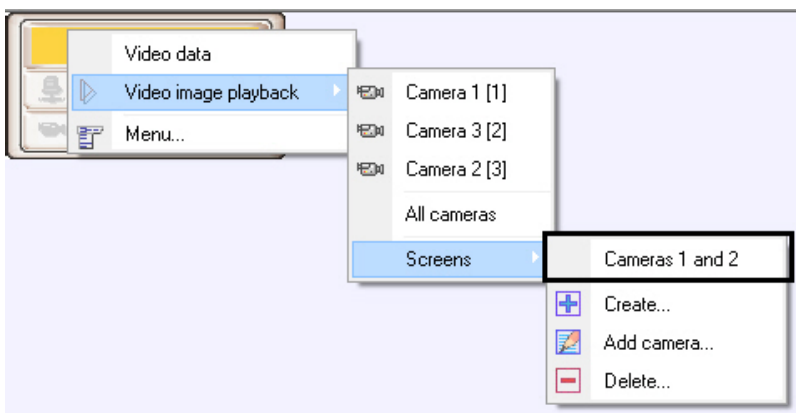 Video data
Video image playback
Menu...
Camera 1 [1]
Camera 3 [2]
Camera 2 [3]
All cameras
Screens
Cameras 1 and 2
Create...
Add camera...
Delete...